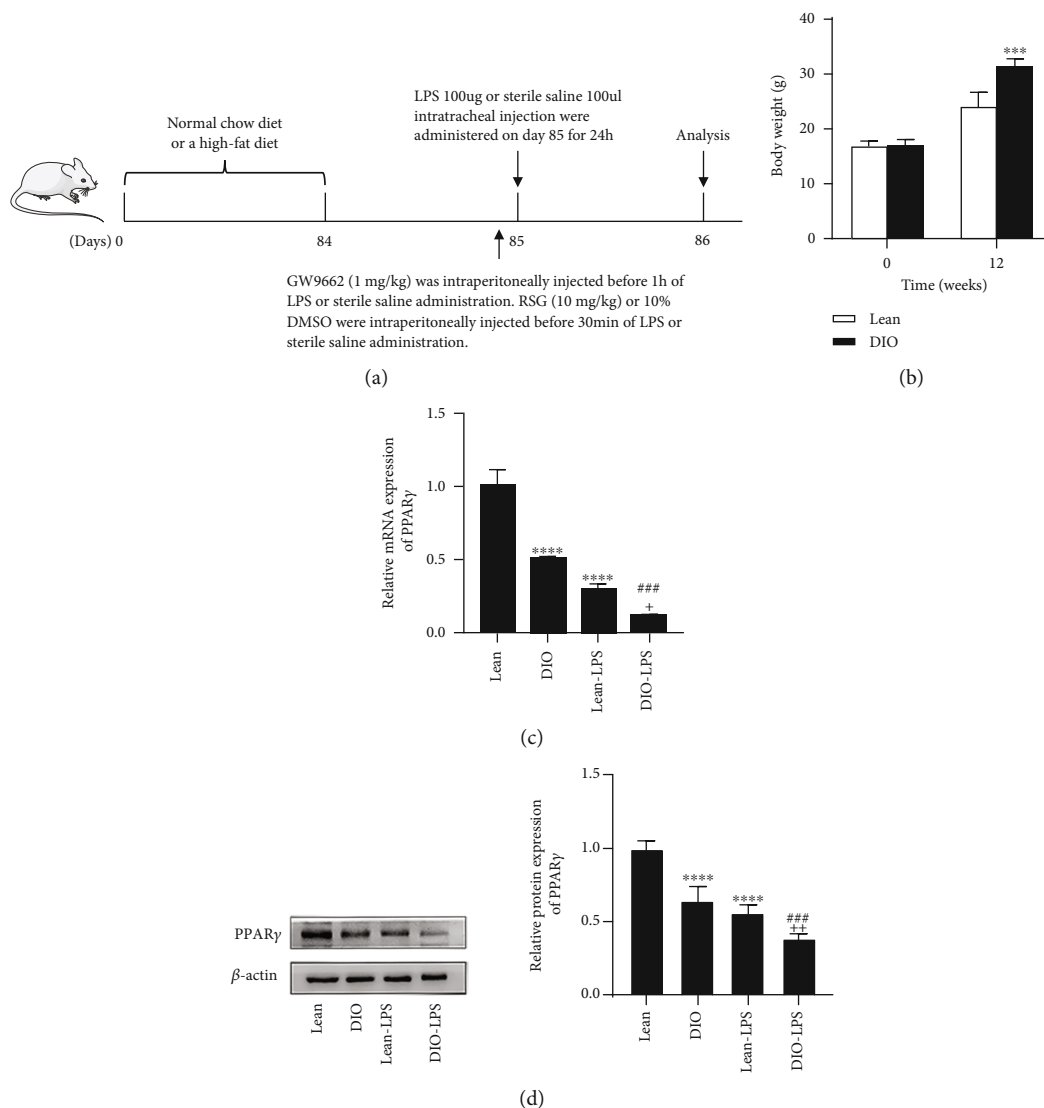 Normal chow diet
or a high-fat diet
LPS 100ug or sterile saline 100ul
intratracheal injection were
administered on day 85 for 24h
Analysis
(Days) 0
84
85
86
GW9662 (1 mg/kg) was intraperitoneally injected before 1h of
LPS or sterile saline administration. RSG (10 mg/kg) or 10%
DMSO were intraperitoneally injected before 30min of LPS or
sterile saline administration.
(a)
Body weight (g)
40
30
20
10
0
***
0
12
Time (weeks)
Lean
DIO
(b)
Relative mRNA expression
of PPARγ
1.5
1.0
0.5
0.0
****
****
###
+
Lean
DIO
Lean-LPS
DIO-LPS
(c)
PPARγ
β-actin
Lean
DIO
Lean-LPS
DIO-LPS
Relative protein expression
of PPARγ
1.5
1.0
0.5
0.0
****
****
###
++
Lean
DIO
Lean-LPS
DIO-LPS
(d)